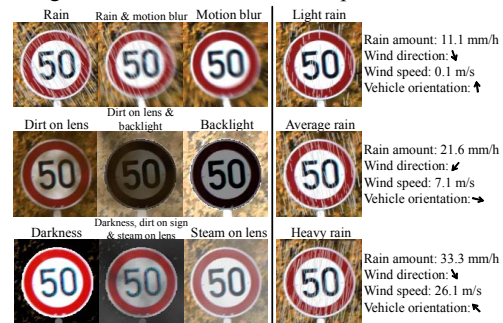 Rain
Rain & motion blur
Motion blur
50
50
50
Dirt on lens
Dirt on lens &
backlight
Backlight
50
50
50
Darkness
Darkness, dirt on sign
& steam on lens
Steam on lens
50
50
50
Light rain
50
Rain amount: 11.1 mm/h
Wind direction:
Wind speed: 0.1 m/s
Vehicle orientation:
Average rain
50
Rain amount: 21.6 mm/h
Wind direction:
Wind speed: 7.1 m/s
Vehicle orientation:
Heavy rain
50
Rain amount: 33.3 mm/h
Wind direction:
Wind speed: 26.1 m/s
Vehicle orientation: